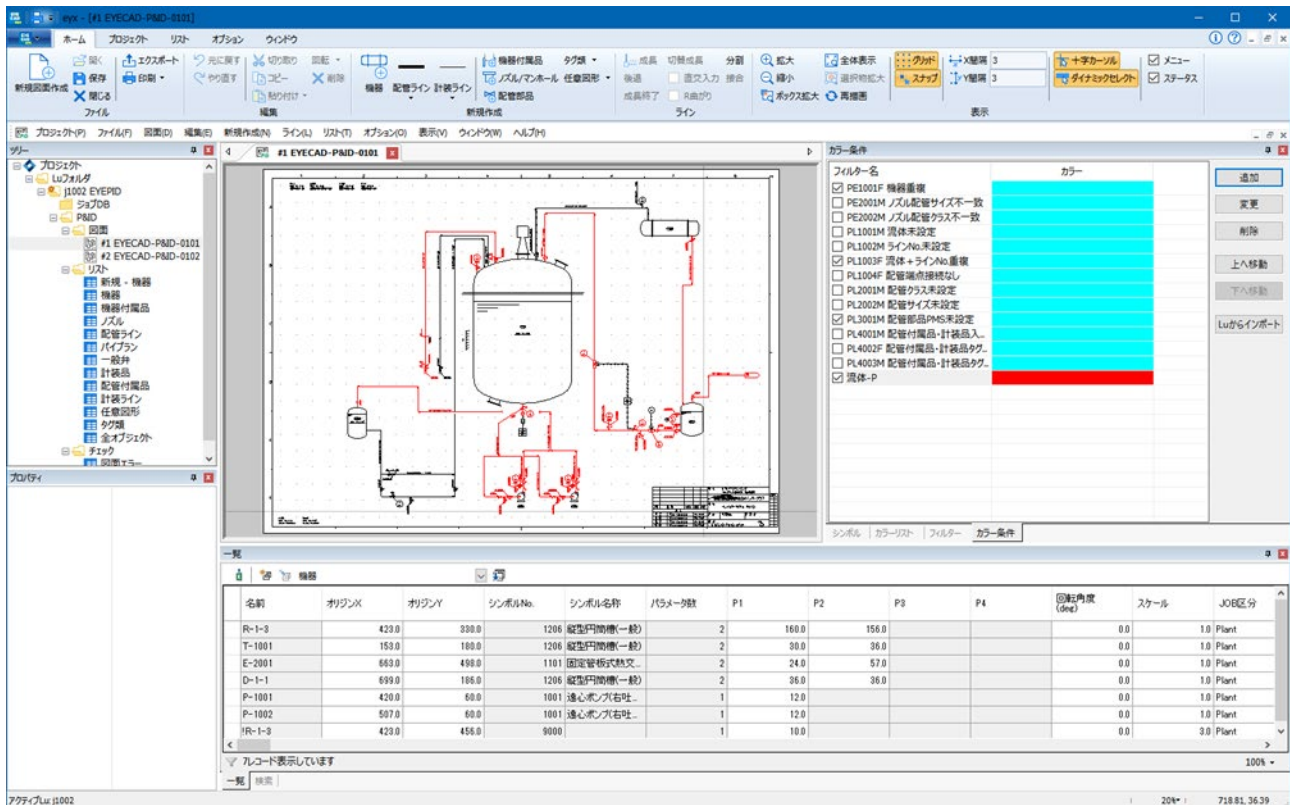 eyx - [#1 EYECAD-P&ID-0101]
ホーム プロジェクト リスト オプション ウィンドウ
新規図面作成 開く 保存 閉じる エクスポート 印刷
ファイル
元に戻す やり直す 切り取り コピー 貼り付け 回転 削除
編集
機器 配管ライン 計装ライン 機器付属品 ノズル/マンホール 配管部品 タグ類 任意図形
新規作成
成長 後退 成長終了 切替成長 直交入力 R曲がり 分割 接合
ライン
拡大 縮小 ボックス拡大 全体表示 選択物拡大 再描画 グリッド スナップ X間隔 3 Y間隔 3 十字カーソル ダイナミックセレクト メニュー ステータス
表示
プロジェクト(P) ファイル(F) 図面(D) 編集(E) 新規作成(N) ライン(L) リスト(T) オプション(O) 表示(V) ウィンドウ(W) ヘルプ(H)
ツリー
プロジェクト
Luフォルダ
j1002 EYEPID
ジョブDB
P&ID
図面
#1 EYECAD-P&ID-0101
#2 EYECAD-P&ID-0102
リスト
新規 - 機器
機器
機器付属品
ノズル
配管ライン
パイプラン
一般弁
計装品
配管付属品
計装ライン
任意図形
タグ類
全オブジェクト
チェック
図面エラー
プロパティ
#1 EYECAD-P&ID-0101
カラー条件
フィルター名 カラー
PE1001F 機器重複
PE2001M ノズル配管サイズ不一致
PE2002M ノズル配管クラス不一致
PL1001M 流体未設定
PL1002M ラインNo.未設定
PL1003F 流体+ラインNo.重複
PL1004F 配管端点接続なし
PL2001M 配管クラス未設定
PL2002M 配管サイズ未設定
PL3001M 配管部品PMS未設定
PL4001M 配管付属品・計装品入...
PL4002F 配管付属品・計装品タグ...
PL4003M 配管付属品・計装品タグ...
流体-P
追加
変更
削除
上へ移動
下へ移動
Luからインポート
シンボル カラーリスト フィルター カラー条件
一覧
機器
名前 オリジンX オリジンY シンボルNo. シンボル名称 パラメータ数 P1 P2 P3 P4 回転角度(deg) スケール JOB区分
R-1-3 423.0 330.0 1206 縦型円筒槽(一般) 2 160.0 156.0 0.0 1.0 Plant
T-1001 153.0 180.0 1206 縦型円筒槽(一般) 2 30.0 36.0 0.0 1.0 Plant
E-2001 663.0 498.0 1101 固定管板式熱交... 2 24.0 57.0 0.0 1.0 Plant
D-1-1 699.0 186.0 1206 縦型円筒槽(一般) 2 36.0 36.0 0.0 1.0 Plant
P-1001 420.0 60.0 1001 遠心ポンプ(右吐... 1 12.0 0.0 1.0 Plant
P-1002 507.0 60.0 1001 遠心ポンプ(右吐... 1 12.0 0.0 1.0 Plant
!R-1-3 423.0 456.0 9000 1 10.0 0.0 3.0 Plant
7レコード表示しています 100%
一覧 検索
アクティブLu: j1002 20% 718.81, 36.39